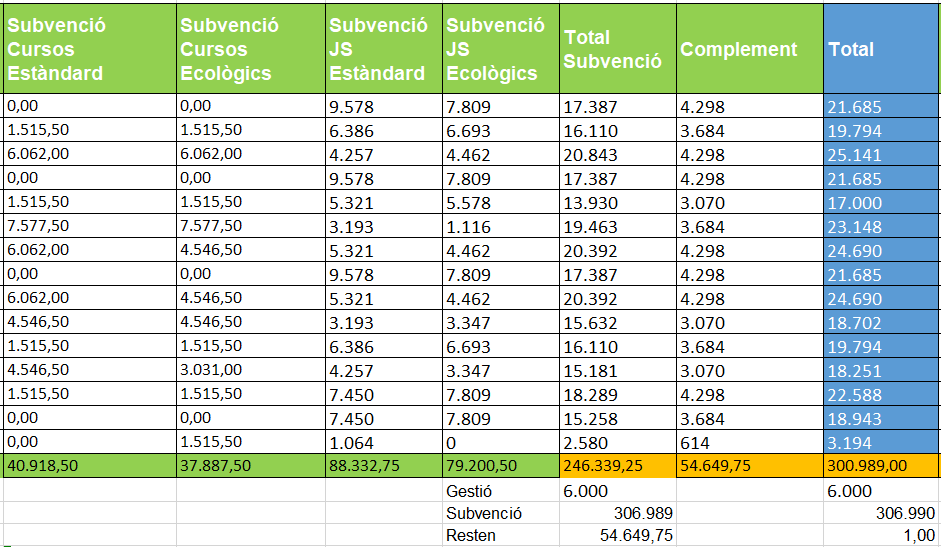 Subvenció Cursos Estàndard	Subvenció Cursos Ecològics	Subvenció JS Estàndard	Subvenció JS Ecològics	Total Subvenció	Complement	Total
0,00	0,00	9.578	7.809	17.387	4.298	21.685
1.515,50	1.515,50	6.386	6.693	16.110	3.684	19.794
6.062,00	6.062,00	4.257	4.462	20.843	4.298	25.141
0,00	0,00	9.578	7.809	17.387	4.298	21.685
1.515,50	1.515,50	5.321	5.578	13.930	3.070	17.000
7.577,50	7.577,50	3.193	1.116	19.463	3.684	23.148
6.062,00	4.546,50	5.321	4.462	20.392	4.298	24.690
0,00	0,00	9.578	7.809	17.387	4.298	21.685
6.062,00	4.546,50	5.321	4.462	20.392	4.298	24.690
4.546,50	4.546,50	3.193	3.347	15.632	3.070	18.702
1.515,50	1.515,50	6.386	6.693	16.110	3.684	19.794
4.546,50	3.031,00	4.257	3.347	15.181	3.070	18.251
1.515,50	1.515,50	7.450	7.809	18.289	4.298	22.588
0,00	0,00	7.450	7.809	15.258	3.684	18.943
0,00	1.515,50	1.064	0	2.580	614	3.194
40.918,50	37.887,50	88.332,75	79.200,50	246.339,25	54.649,75	300.989,00
Gestió	6.000	6.000
Subvenció	306.989	306.990
Resten	54.649,75	1,00